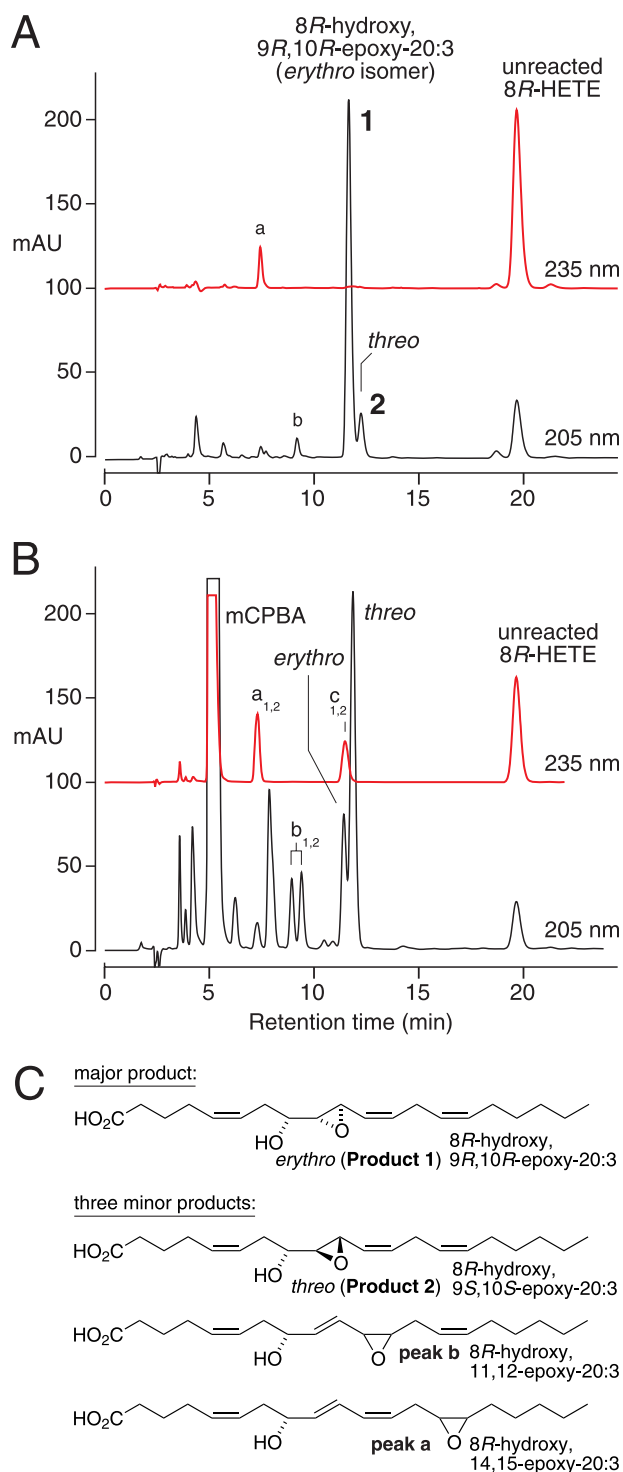 A
8R-hydroxy,
9R,10R-epoxy-20:3
(erythro isomer)
unreacted
8R-HETE
200
1
150
mAU
a
235 nm
100
threo
50
2
b
205 nm
0
0 5 10 15 20
B
200
mCPBA
threo
unreacted
8R-HETE
erythro
150
a1,2
c1,2
mAU
235 nm
100
b1,2
50
205 nm
0
0 5 10 15 20
Retention time (min)
C
major product:
HO2C
HO
O
8R-hydroxy,
erythro (Product 1) 9R,10R-epoxy-20:3
three minor products:
HO2C
HO
O
8R-hydroxy,
threo (Product 2) 9S,10S-epoxy-20:3
HO2C
HO
O
peak b 8R-hydroxy,
11,12-epoxy-20:3
HO2C
HO
O
peak a 8R-hydroxy,
14,15-epoxy-20:3